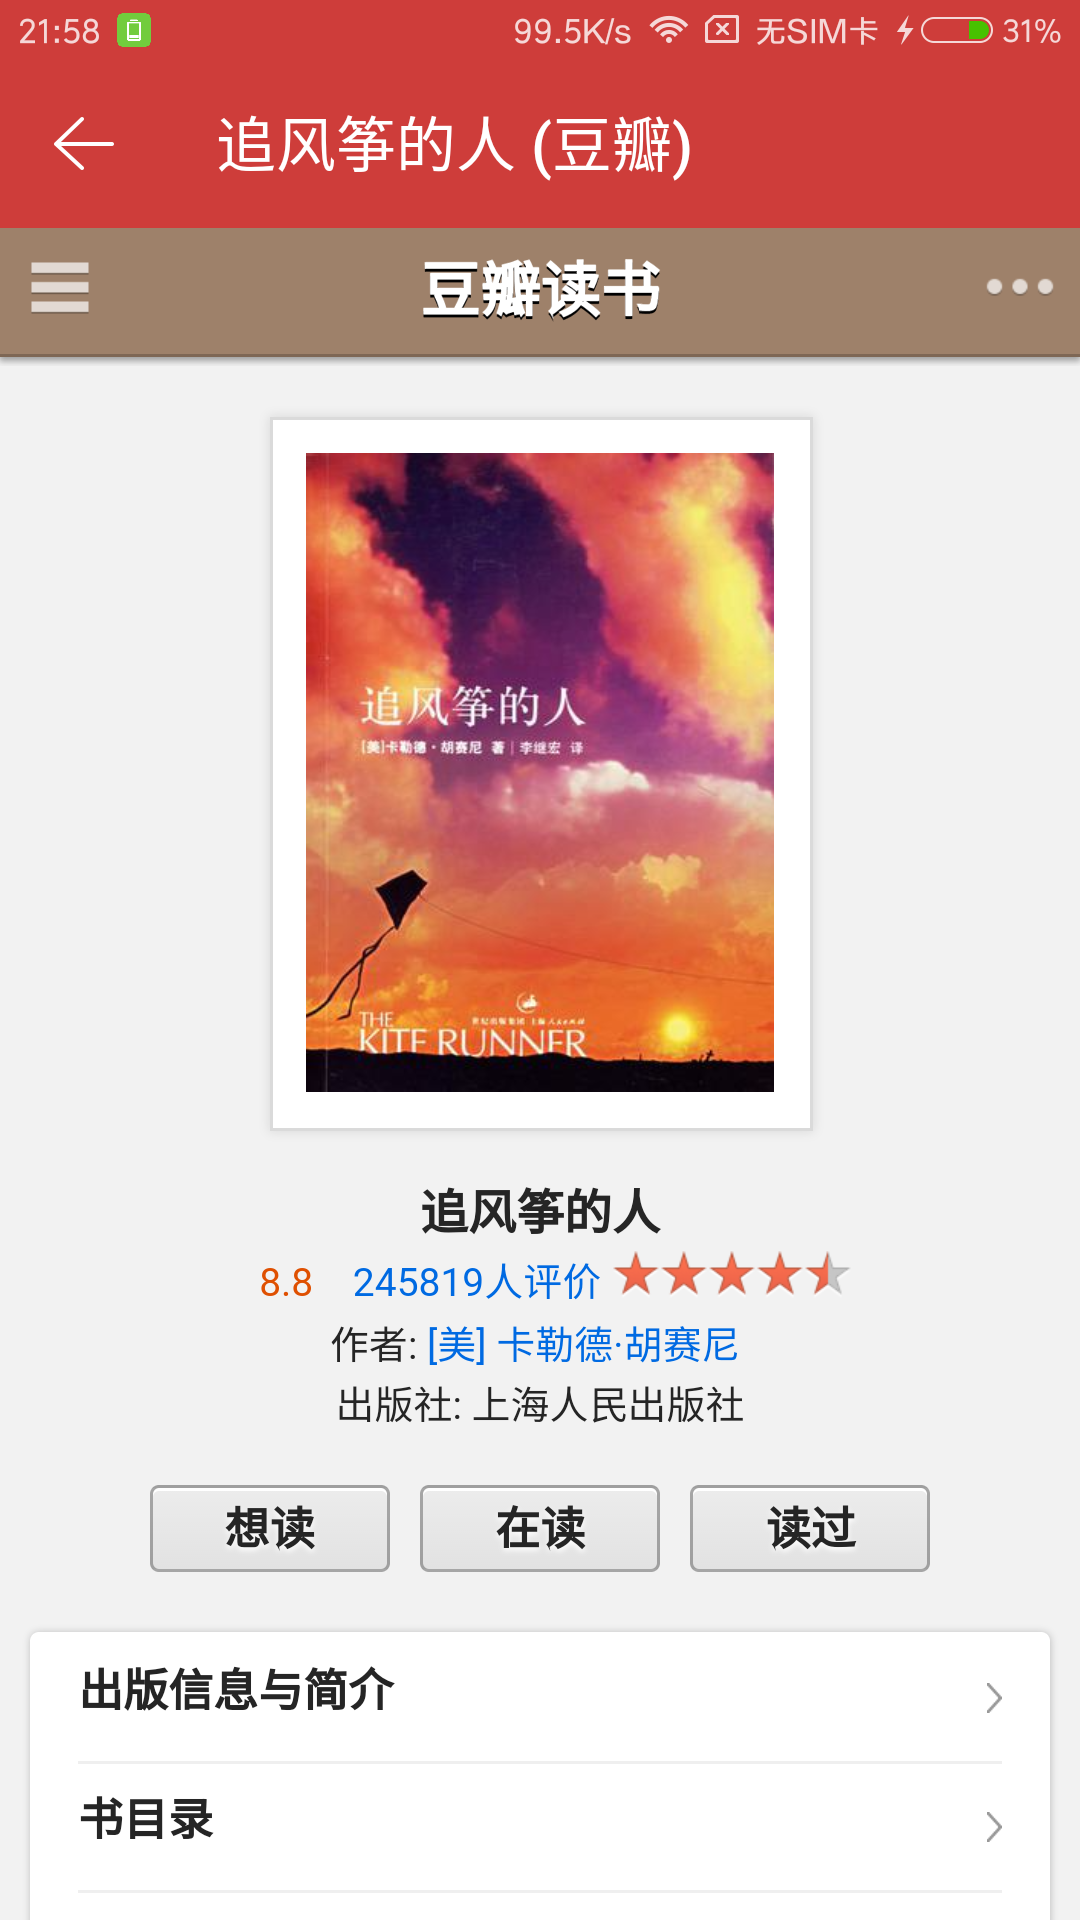 21:58 99.5K/s 无SIM卡 31%
追风筝的人 (豆瓣)
豆瓣读书
追风筝的人
[美]卡勒德·胡赛尼 著 | 李继宏 译
世纪出版集团 上海人民出版社
THE
KITE RUNNER
追风筝的人
8.8 245819人评价
作者: [美] 卡勒德·胡赛尼
出版社: 上海人民出版社
想读 在读 读过
出版信息与简介
书目录